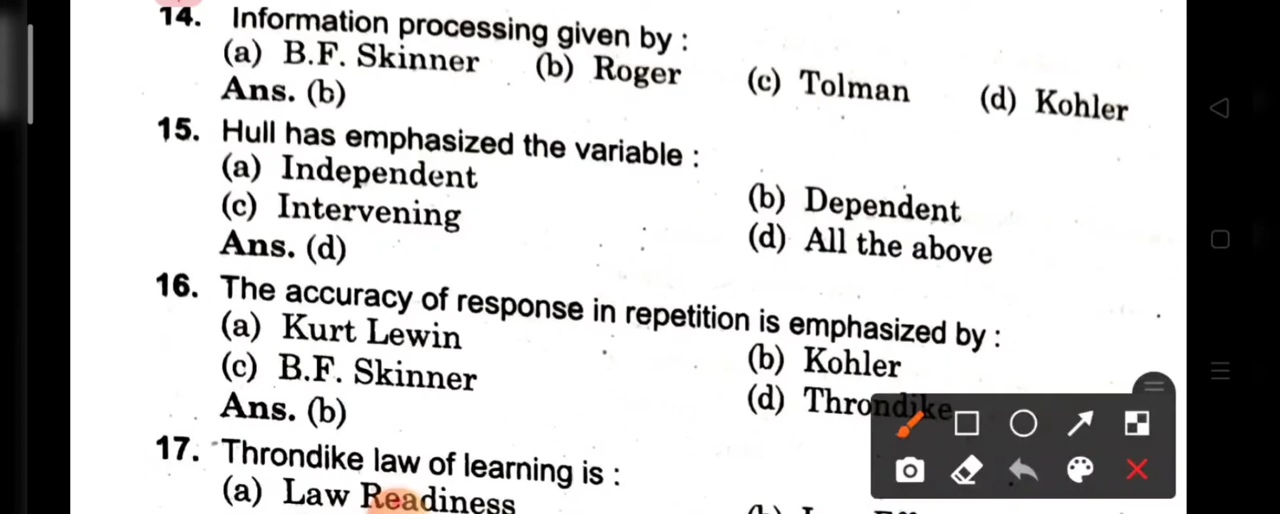 14. Information processing given by :
(a) B.F. Skinner (b) Roger (c) Tolman (d) Kohler
Ans. (b)
15. Hull has emphasized the variable :
(a) Independent (b) Dependent
(c) Intervening (d) All the above
Ans. (d)
16. The accuracy of response in repetition is emphasized by :
(a) Kurt Lewin (b) Kohler
(c) B.F. Skinner (d) Throndike
Ans. (b)
17. Throndike law of learning is :
(a) Law Readiness